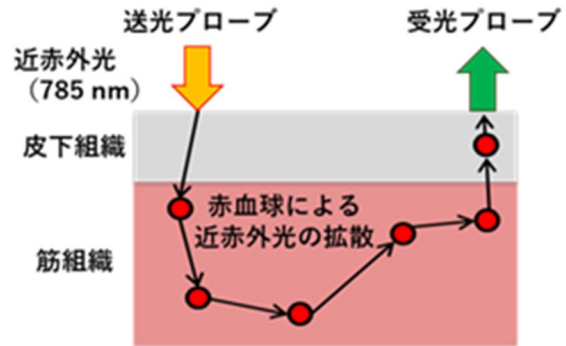 送光プローブ
受光プローブ
近赤外光
（785 nm）
皮下組織
赤血球による
近赤外光の拡散
筋組織